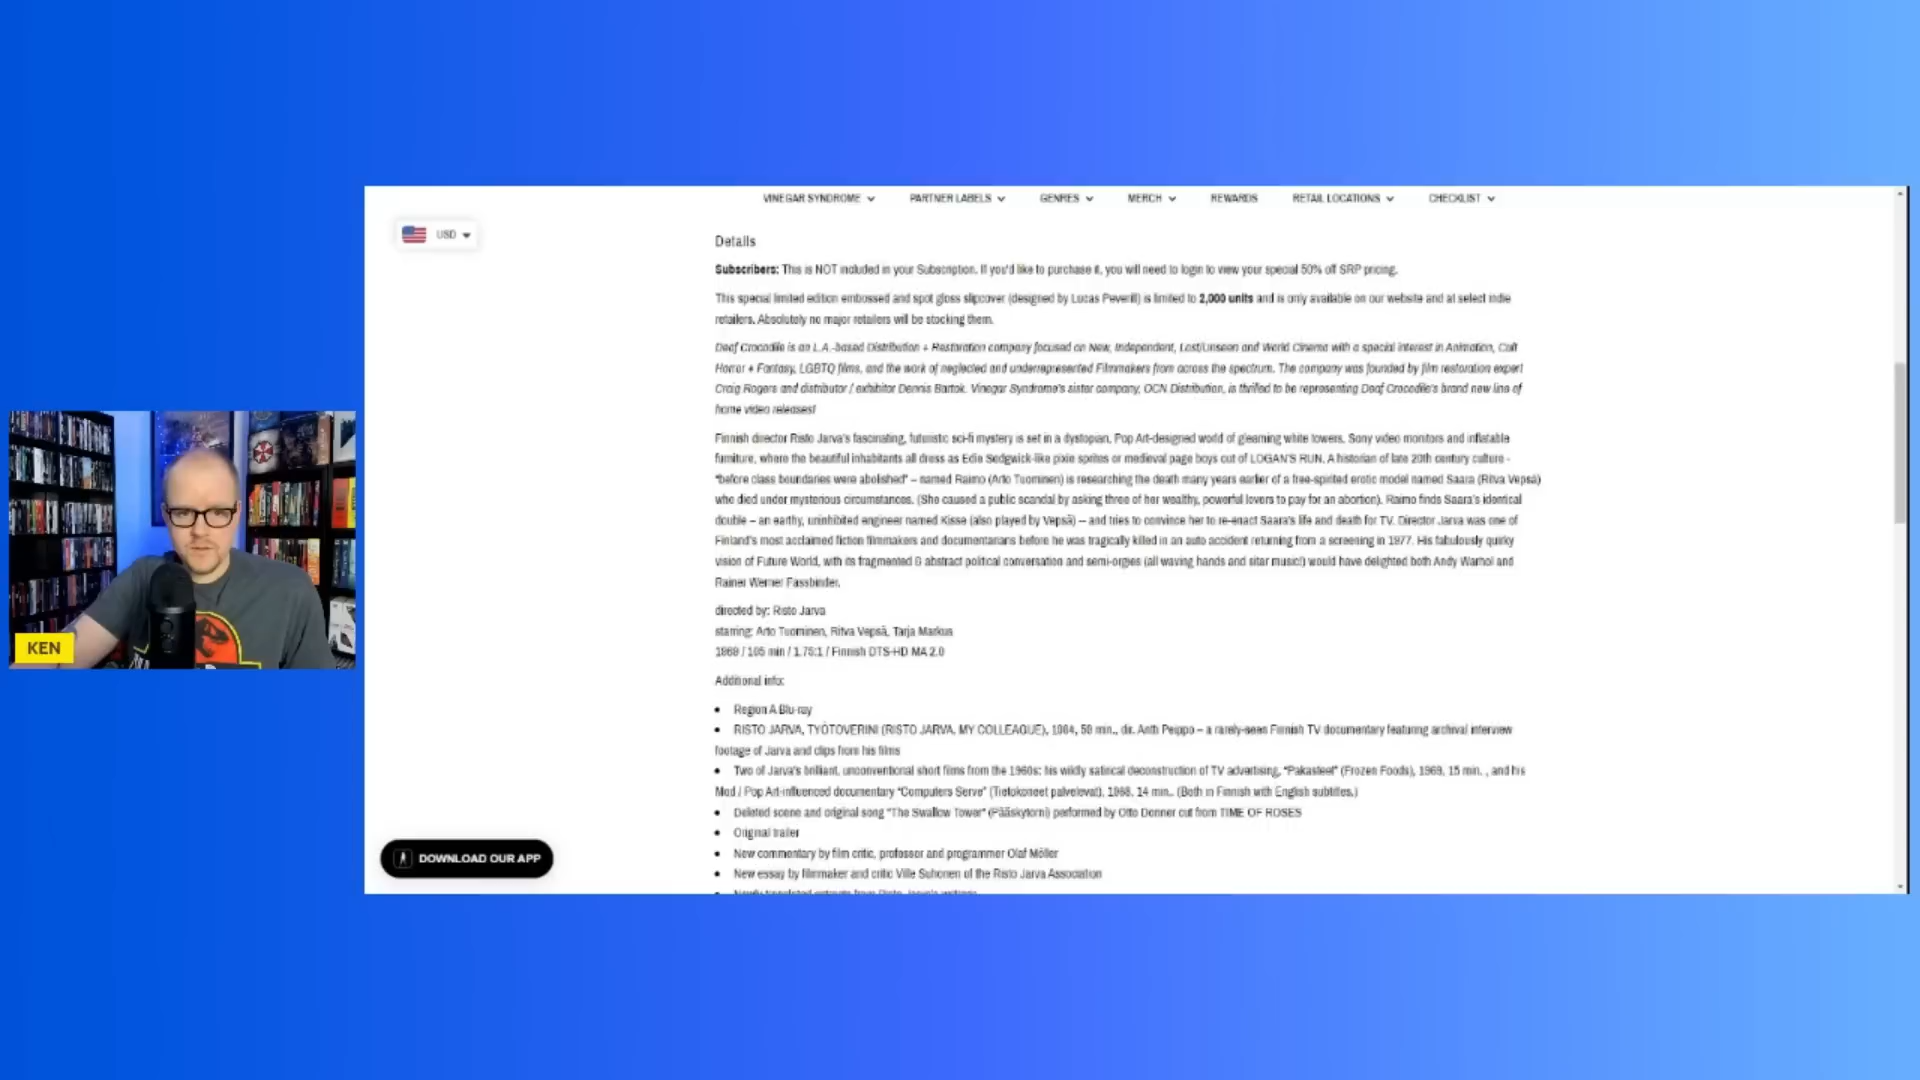 VINEGAR SYNDROME PARTNER LABELS GENRES MERCH REWARDS RETAIL LOCATIONS CHECKLIST
USD
Details
Subscribers: This is NOT included in your Subscription. If you'd like to purchase it, you will need to login to view your special 50% off SRP pricing.
This special limited edition embossed and spot gloss slipcover (designed by Lucas Peverill) is limited to 2,000 units and is only available on our website and at select indie
retailers. Absolutely no major retailers will be stocking them.
Deaf Crocodile is an L.A.-based Distribution + Restoration company focused on New, Independent, Lost/Unseen and World Cinema with a special interest in Animation, Cult
Horror + Fantasy, LGBTQ films, and the work of neglected and underrepresented Filmmakers from across the spectrum. The company was founded by film restoration expert
Craig Rogers and distributor / exhibitor Dennis Bartok. Vinegar Syndrome's sister company, OCN Distribution, is thrilled to be representing Deaf Crocodile's brand new line of
home video releases!
Finnish director Risto Jarva's fascinating, futuristic sci-fi mystery is set in a dystopian, Pop Art-designed world of gleaming white towers, Sony video monitors and inflatable
furniture, where the beautiful inhabitants all dress as Edie Sedgwick-like pixie sprites or medieval page boys out of LOGAN'S RUN. A historian of late 20th century culture -
"before class boundaries were abolished" – named Raimo (Arto Tuominen) is researching the death many years earlier of a free-spirited erotic model named Saara (Ritva Vepsä)
who died under mysterious circumstances. (She caused a public scandal by asking three of her wealthy, powerful lovers to pay for an abortion). Raimo finds Saara's identical
double – an earthy, uninhibited engineer named Kisse (also played by Vepsä) – and tries to convince her to re-enact Saara's life and death for TV. Director Jarva was one of
Finland's most acclaimed fiction filmmakers and documentarians before he was tragically killed in an auto accident returning from a screening in 1977. His fabulously quirky
vision of Future World, with its fragmented & abstract political conversation and semi-orgies (all waving hands and sitar music!) would have delighted both Andy Warhol and
Rainer Werner Fassbinder.
directed by: Risto Jarva
starring: Arto Tuominen, Ritva Vepsä, Tarja Markus
1969 / 105 min / 1.75:1 / Finnish DTS-HD MA 2.0
Additional info:
• Region A Blu-ray
• RISTO JARVA, TYÖTOVERINI (RISTO JARVA, MY COLLEAGUE), 1984, 59 min., dir. Antti Peippo – a rarely-seen Finnish TV documentary featuring archival interview
footage of Jarva and clips from his films
• Two of Jarva's brilliant, unconventional short films from the 1960s: his wildly satirical deconstruction of TV advertising, "Pakasteet" (Frozen Foods), 1969, 15 min. , and his
Mod / Pop Art-influenced documentary "Computers Serve" (Tietokoneet palvelevat), 1968, 14 min.. (Both in Finnish with English subtitles.)
• Deleted scene and original song "The Swallow Tower" (Pääskytorni) performed by Otto Donner cut from TIME OF ROSES
• Original trailer
• New commentary by film critic, professor and programmer Olaf Möller
• New essay by filmmaker and critic Ville Suhonen of the Risto Jarva Association
DOWNLOAD OUR APP
KEN